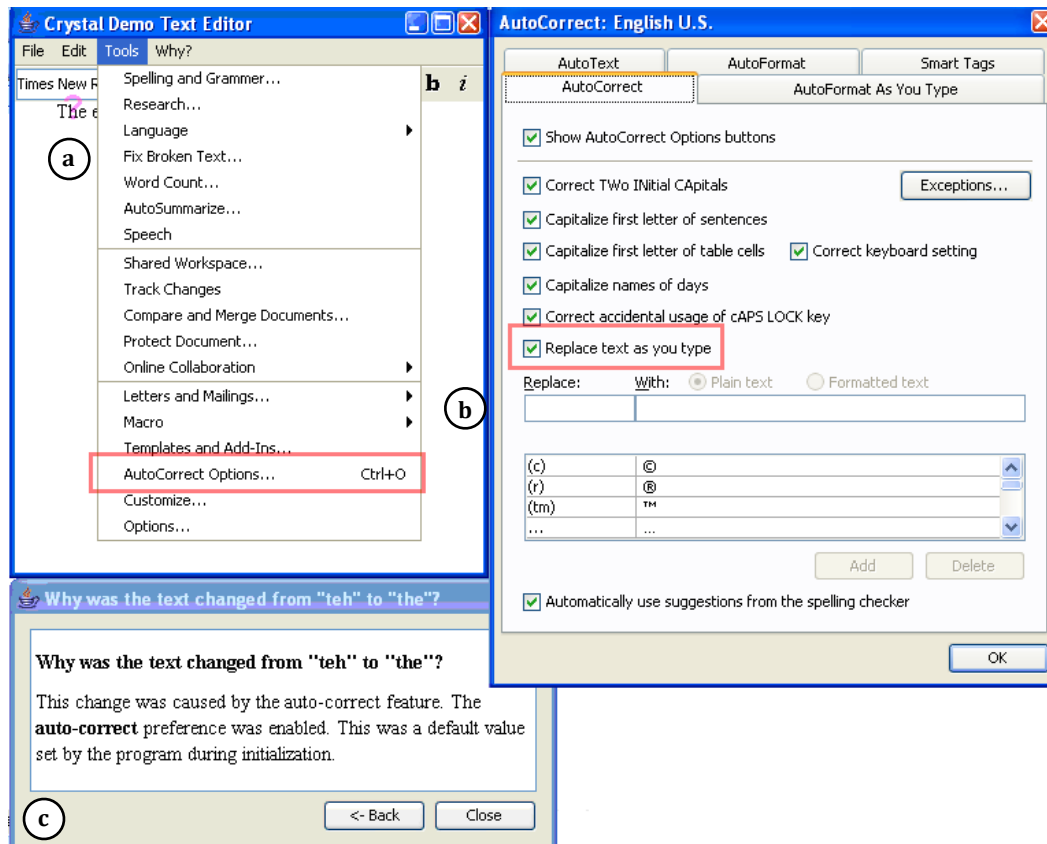 Crystal Demo Text Editor
File Edit Tools Why?
Times New R
b i
The e
?
a
Spelling and Grammer...
Research...
Language
Fix Broken Text...
Word Count...
AutoSummarize...
Speech
Shared Workspace...
Track Changes
Compare and Merge Documents...
Protect Document...
Online Collaboration
Letters and Mailings...
Macro
Templates and Add-Ins...
AutoCorrect Options... Ctrl+O
Customize...
Options...
b
AutoCorrect: English U.S.
AutoText AutoFormat Smart Tags
AutoCorrect AutoFormat As You Type
Show AutoCorrect Options buttons
Correct TWo INitial CApitals Exceptions...
Capitalize first letter of sentences
Capitalize first letter of table cells Correct keyboard setting
Capitalize names of days
Correct accidental usage of cAPS LOCK key
Replace text as you type
Replace: With: Plain text Formatted text
(c) ©
(r) ®
(tm) ™
... ...
Add Delete
Automatically use suggestions from the spelling checker
OK
Why was the text changed from "teh" to "the"?
Why was the text changed from "teh" to "the"?
This change was caused by the auto-correct feature. The
auto-correct preference was enabled. This was a default value
set by the program during initialization.
c
<- Back Close